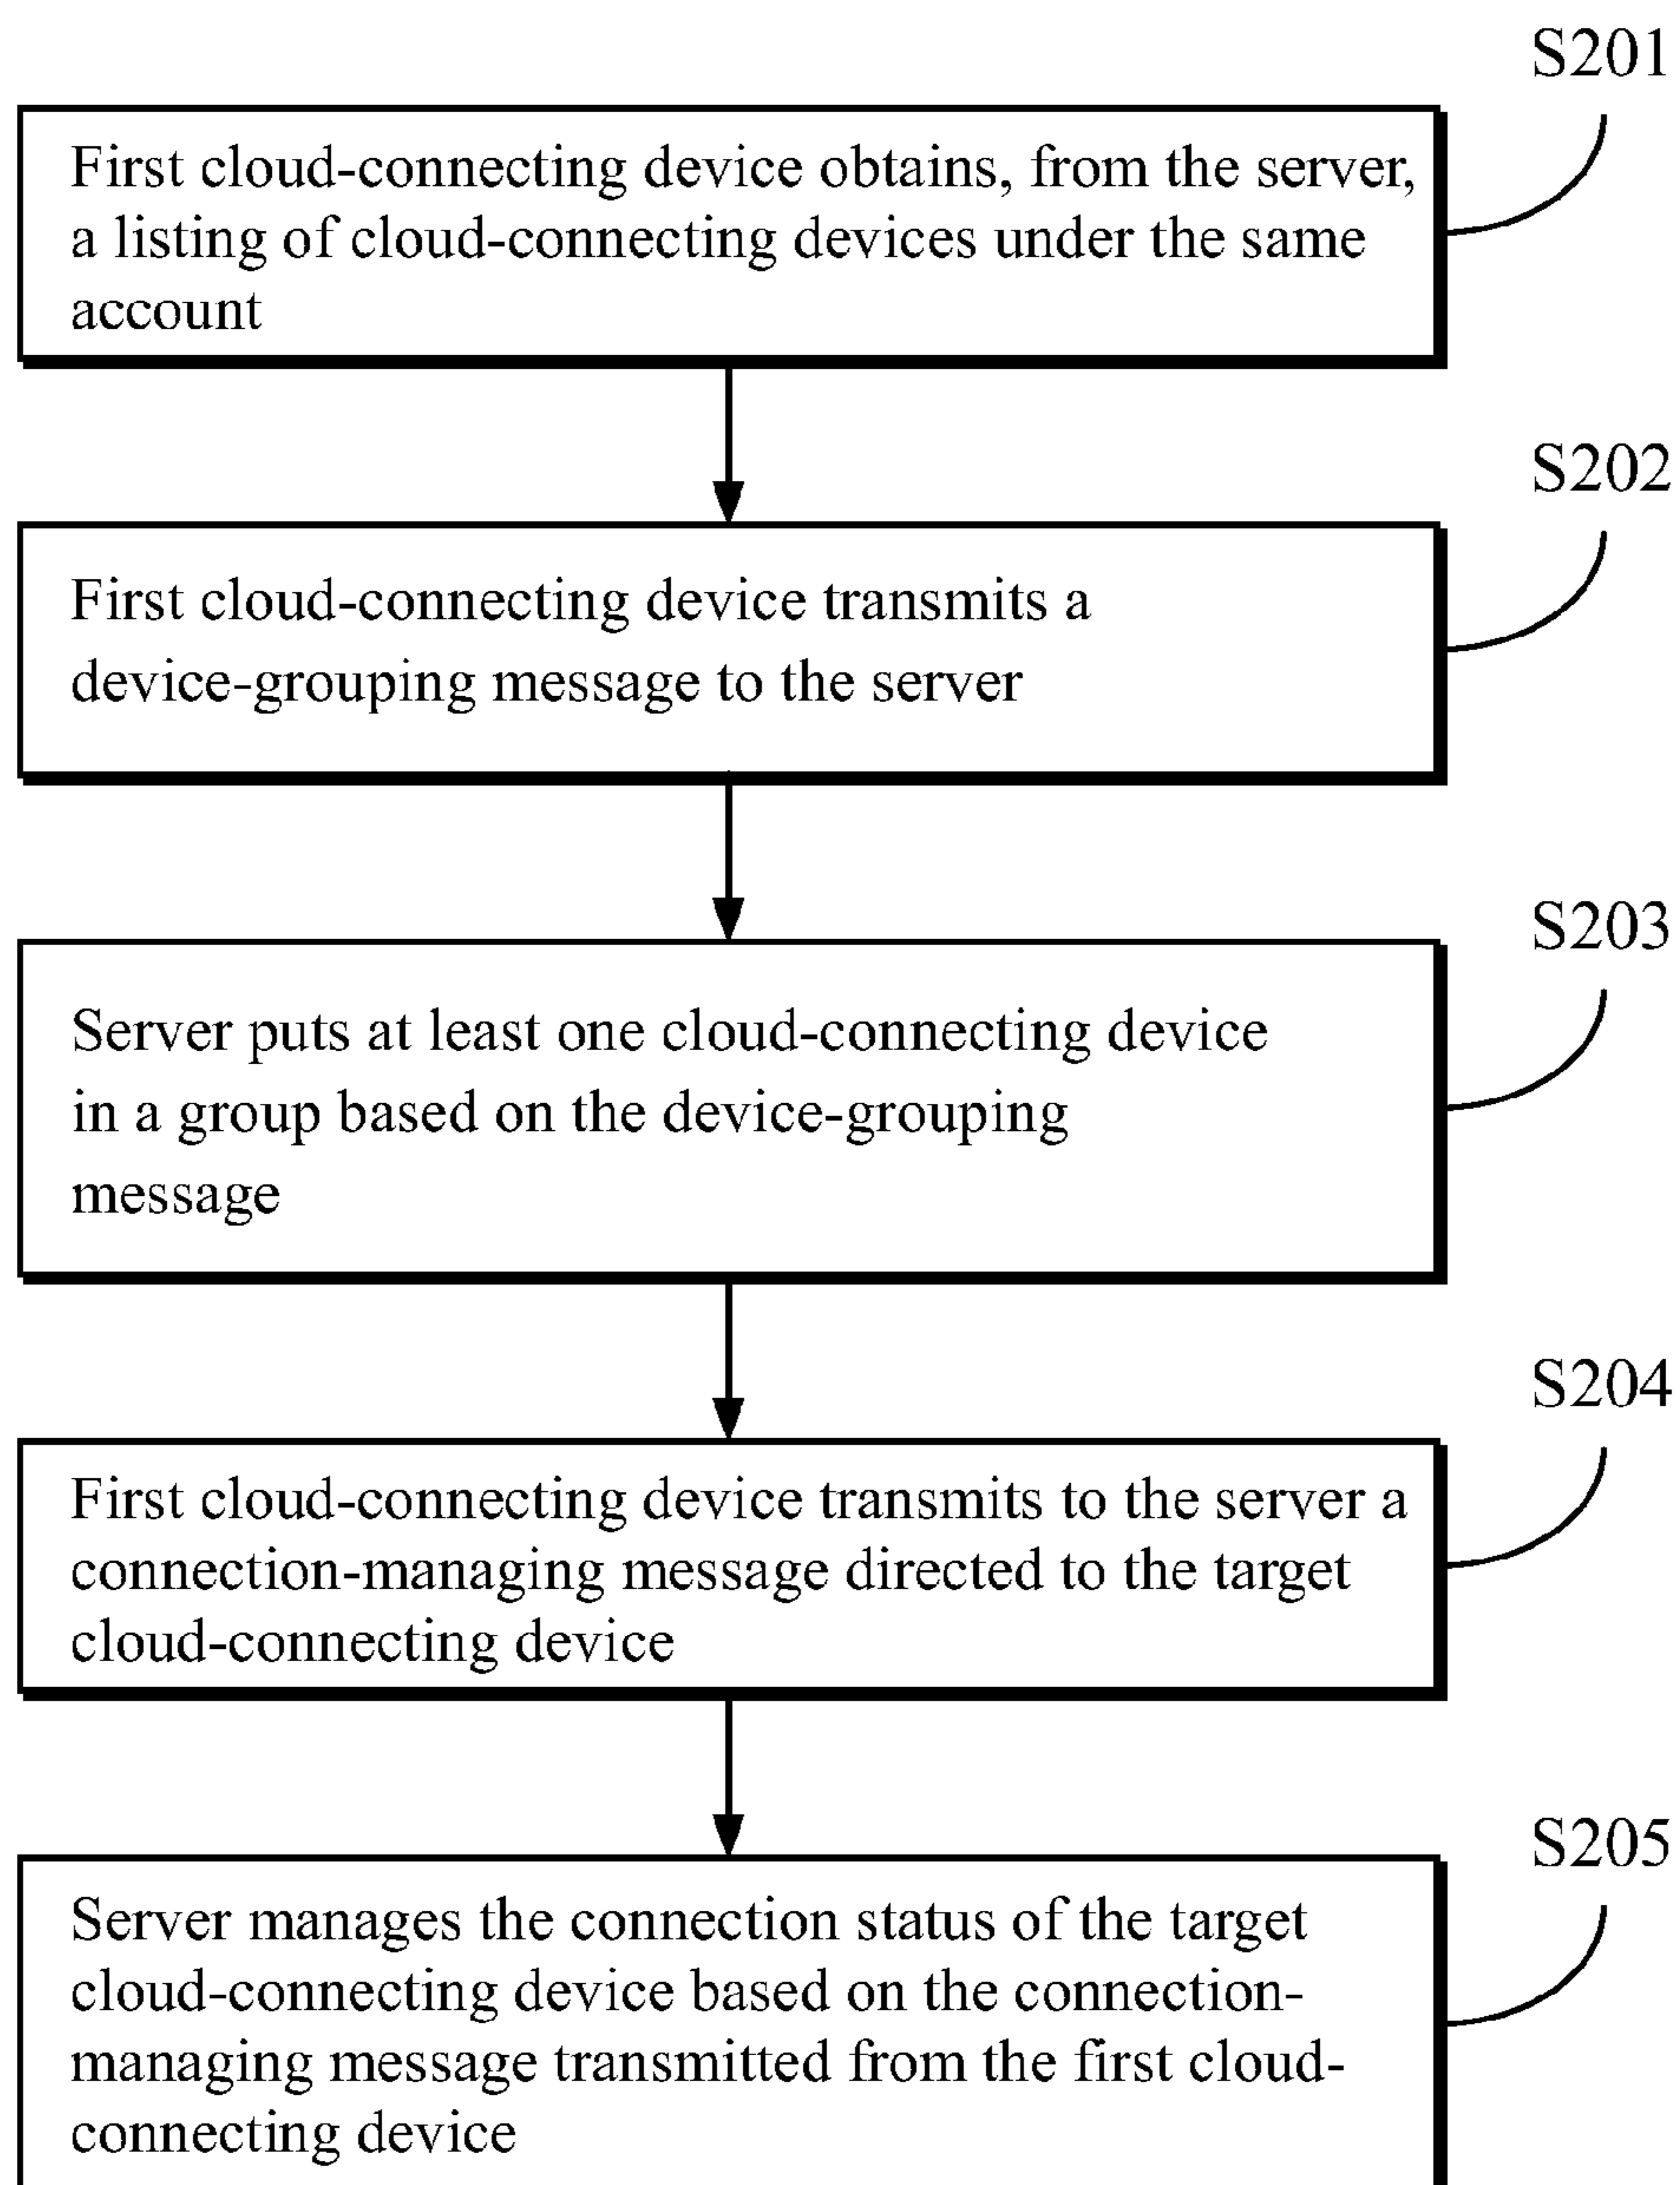 S201
First cloud-connecting device obtains, from the server,
a listing of cloud-connecting devices under the same
account
S202
First cloud-connecting device transmits a
device-grouping message to the server
S203
Server puts at least one cloud-connecting device
in a group based on the device-grouping
message
S204
First cloud-connecting device transmits to the server a
connection-managing message directed to the target
cloud-connecting device
S205
Server manages the connection status of the target
cloud-connecting device based on the connection-
managing message transmitted from the first cloud-
connecting device